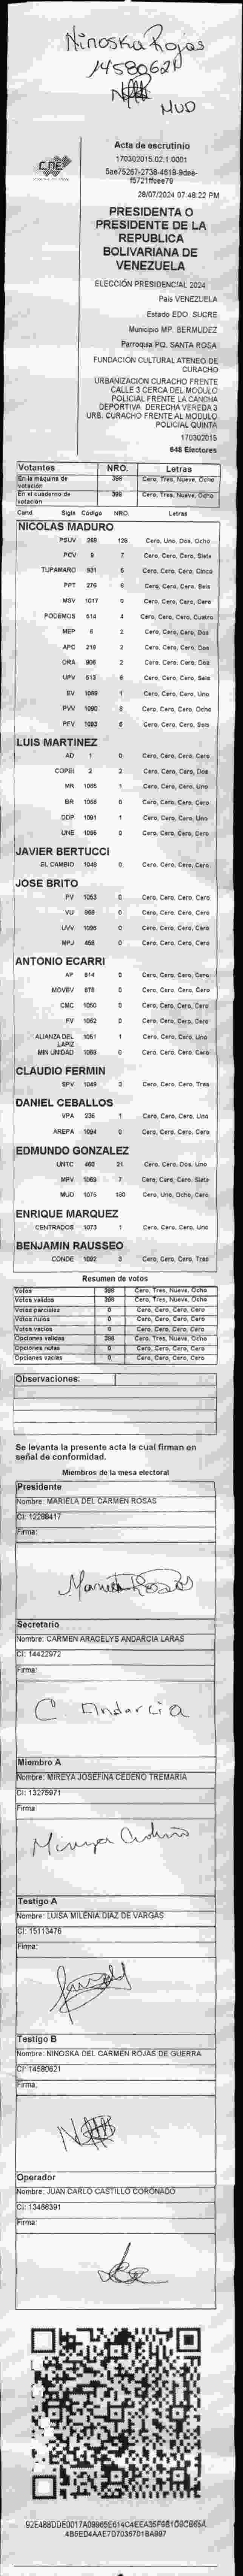 Ninoska Rojas
14580621
MUD
CNE
Acta de escrutinio
170302015.02.1.0001
5ae75267-2738-4619-9dee-
f5721ffcee79
28/07/2024 07:48:22 PM
PRESIDENTA O
PRESIDENTE DE LA
REPUBLICA
BOLIVARIANA DE
VENEZUELA
ELECCIÓN PRESIDENCIAL 2024
País VENEZUELA
Estado EDO. SUCRE
Municipio MP. BERMUDEZ
Parroquia PQ. SANTA ROSA
FUNDACIÓN CULTURAL ATENEO DE
CURACHO
URBANIZACIÓN CURACHO FRENTE
CALLE 3 CERCA DEL MODULO
POLICIAL FRENTE LA CANCHA
DEPORTIVA DERECHA VEREDA 3
URB. CURACHO FRENTE AL MODULO
POLICIAL QUINTA
170302015
648 Electores
Votantes NRO. Letras
En la máquina de votación 398 Cero, Tres, Nueve, Ocho
En el cuaderno de votación 398 Cero, Tres, Nueve, Ocho
Cand Sigla Código NRO. Letras
NICOLAS MADURO
PSUV 289 128 Cero, Uno, Dos, Ocho
PCV 9 7 Cero, Cero, Cero, Siete
TUPAMARO 931 5 Cero, Cero, Cero, Cinco
PPT 276 6 Cero, Cero, Cero, Seis
MSV 1017 0 Cero, Cero, Cero, Cero
PODEMOS 514 4 Cero, Cero, Cero, Cuatro
MEP 6 2 Cero, Cero, Cero, Dos
APC 219 2 Cero, Cero, Cero, Dos
ORA 906 2 Cero, Cero, Cero, Dos
UPV 513 6 Cero, Cero, Cero, Seis
EV 1089 1 Cero, Cero, Cero, Uno
PVV 1090 8 Cero, Cero, Cero, Ocho
PFV 1093 6 Cero, Cero, Cero, Seis
LUIS MARTINEZ
AD 1 0 Cero, Cero, Cero, Cero
COPEI 2 2 Cero, Cero, Cero, Dos
MR 1065 1 Cero, Cero, Cero, Uno
BR 1056 0 Cero, Cero, Cero, Cero
DDP 1091 1 Cero, Cero, Cero, Uno
UNE 1095 0 Cero, Cero, Cero, Cero
JAVIER BERTUCCI
EL CAMBIO 1048 0 Cero, Cero, Cero, Cero
JOSE BRITO
PV 1053 0 Cero, Cero, Cero, Cero
VU 968 0 Cero, Cero, Cero, Cero
UVV 1096 0 Cero, Cero, Cero, Cero
MPJ 458 0 Cero, Cero, Cero, Cero
ANTONIO ECARRI
AP 914 0 Cero, Cero, Cero, Cero
MOVEV 878 0 Cero, Cero, Cero, Cero
CMC 1050 0 Cero, Cero, Cero, Cero
FV 1062 0 Cero, Cero, Cero, Cero
ALIANZA DEL LAPIZ 1051 1 Cero, Cero, Cero, Uno
MIN UNIDAD 1069 0 Cero, Cero, Cero, Cero
CLAUDIO FERMIN
SPV 1049 3 Cero, Cero, Cero, Tres
DANIEL CEBALLOS
VPA 236 1 Cero, Cero, Cero, Uno
AREPA 1094 0 Cero, Cero, Cero, Cero
EDMUNDO GONZALEZ
UNTC 460 21 Cero, Cero, Dos, Uno
MPV 1069 7 Cero, Cero, Cero, Siete
MUD 1075 180 Cero, Uno, Ocho, Cero
ENRIQUE MARQUEZ
CENTRADOS 1073 1 Cero, Cero, Cero, Uno
BENJAMIN RAUSSEO
CONDE 1092 3 Cero, Cero, Cero, Tres
Resumen de votos
Votos 398 Cero, Tres, Nueve, Ocho
Votos válidos 398 Cero, Tres, Nueve, Ocho
Votos parciales 0 Cero, Cero, Cero, Cero
Votos nulos 0 Cero, Cero, Cero, Cero
Votos vacíos 0 Cero, Cero, Cero, Cero
Opciones válidas 398 Cero, Tres, Nueve, Ocho
Opciones nulas 0 Cero, Cero, Cero, Cero
Opciones vacías 0 Cero, Cero, Cero, Cero
Observaciones:
Se levanta la presente acta la cual firman en
señal de conformidad.
Miembros de la mesa electoral
Presidente
Nombre: MARIELA DEL CARMEN ROSAS
CI: 12288417
Firma:
Secretario
Nombre: CARMEN ARACELYS ANDARCIA LARAS
CI: 14422972
Firma:
C. Andarcia
Miembro A
Nombre: MIREYA JOSEFINA CEDEÑO TREMARIA
CI: 13275971
Firma:
Testigo A
Nombre: LUISA MILENIA DIAZ DE VARGAS
CI: 15113476
Firma:
Testigo B
Nombre: NINOSKA DEL CARMEN ROJAS DE GUERRA
CI: 14580621
Firma:
Operador
Nombre: JUAN CARLO CASTILLO CORONADO
CI: 13466391
Firma: